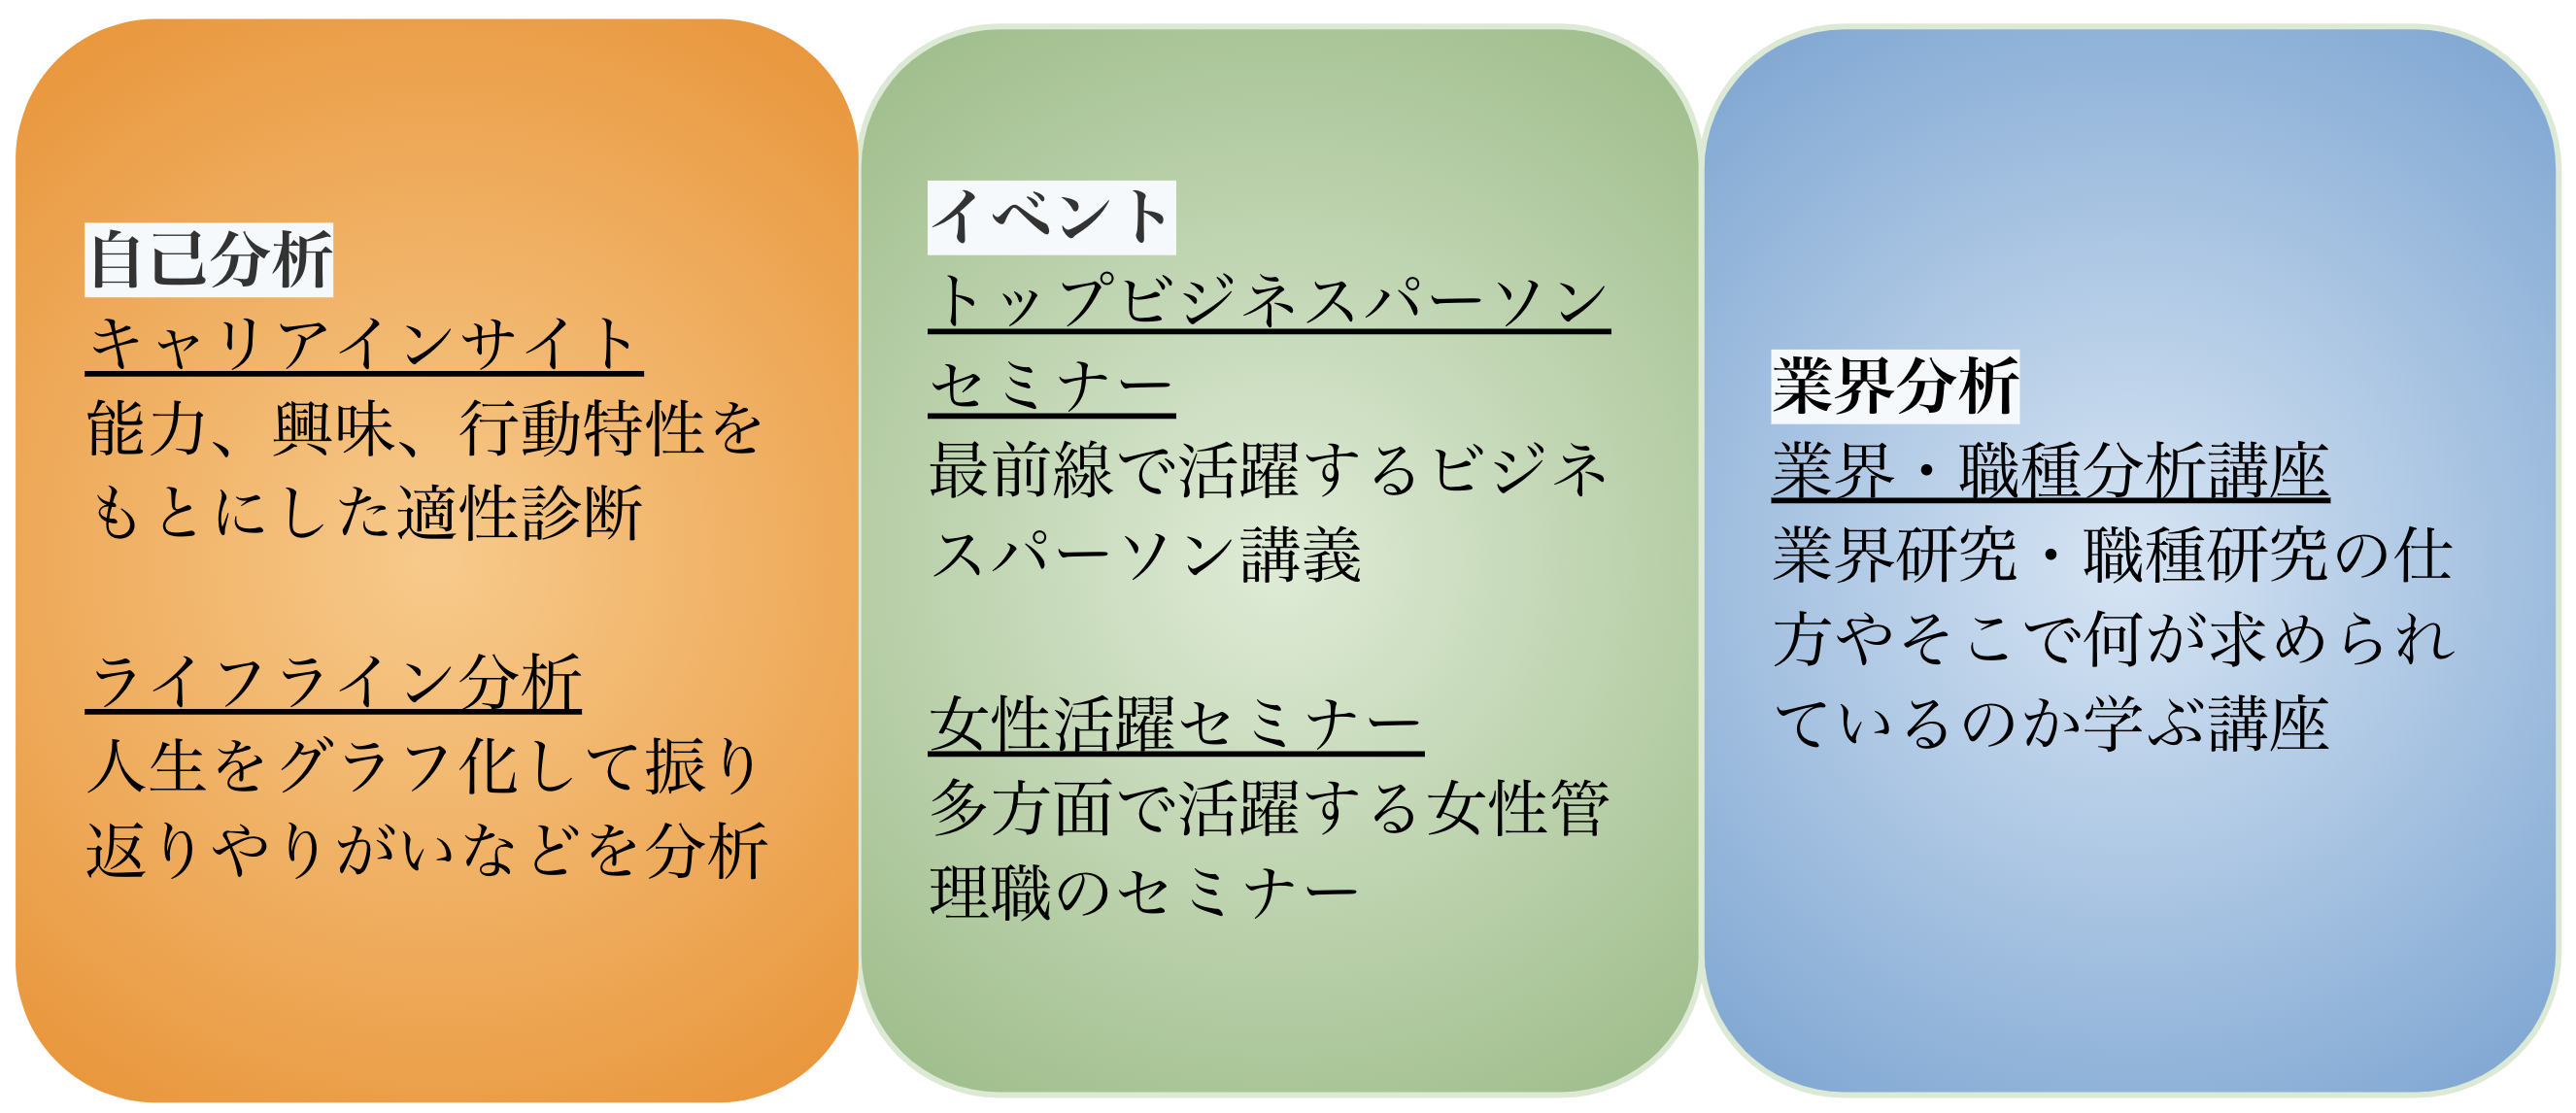 自己分析
キャリアインサイト
能力、興味、行動特性を
もとにした適性診断
ライフライン分析
人生をグラフ化して振り
返りやりがいなどを分析
イベント
トップビジネスパーソン
セミナー
最前線で活躍するビジネ
スパーソン講義
女性活躍セミナー
多方面で活躍する女性管
理職のセミナー
業界分析
業界・職種分析講座
業界研究・職種研究の仕
方やそこで何が求められ
ているのか学ぶ講座